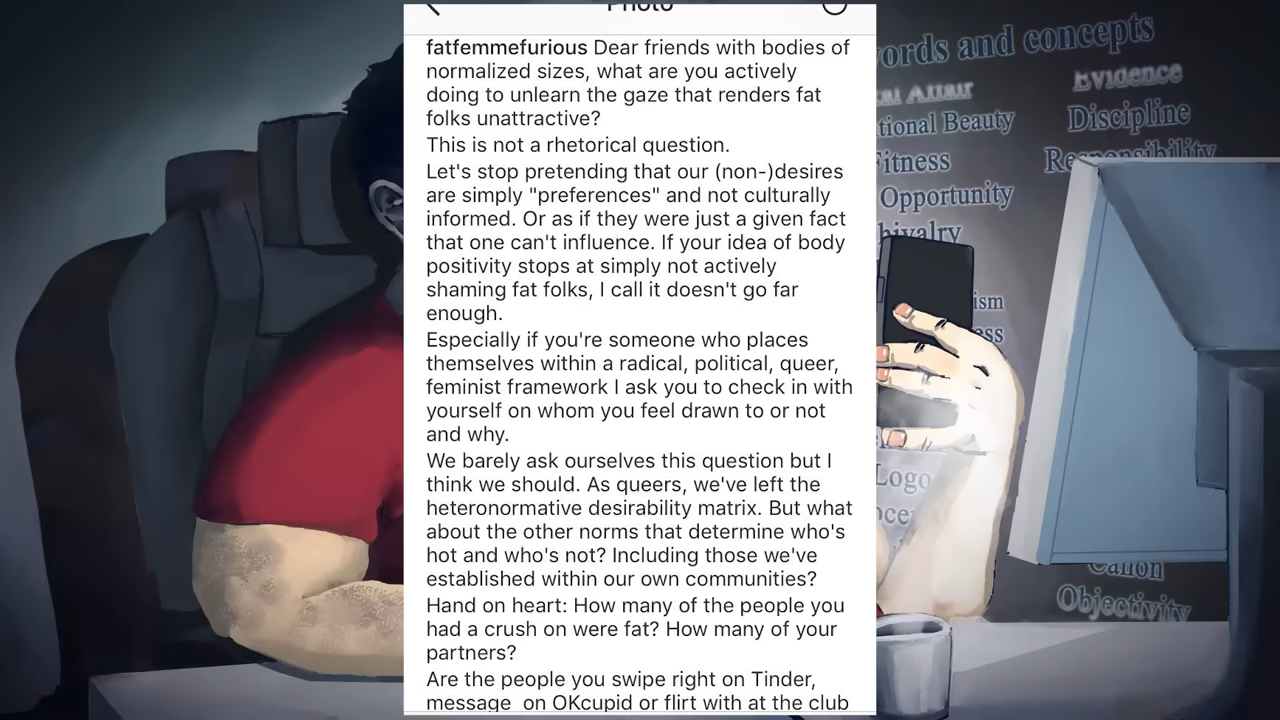 Photo
fatfemmefurious Dear friends with bodies of
normalized sizes, what are you actively
doing to unlearn the gaze that renders fat
folks unattractive?
This is not a rhetorical question.
Let's stop pretending that our (non-)desires
are simply "preferences" and not culturally
informed. Or as if they were just a given fact
that one can't influence. If your idea of body
positivity stops at simply not actively
shaming fat folks, I call it doesn't go far
enough.
Especially if you're someone who places
themselves within a radical, political, queer,
feminist framework I ask you to check in with
yourself on whom you feel drawn to or not
and why.
We barely ask ourselves this question but I
think we should. As queers, we've left the
heteronormative desirability matrix. But what
about the other norms that determine who's
hot and who's not? Including those we've
established within our own communities?
Hand on heart: How many of the people you
had a crush on were fat? How many of your
partners?
Are the people you swipe right on Tinder,
message on OKcupid or flirt with at the club
ords and concepts
Evidence
tional Beauty
Discipline
Fitness
Responsibility
Opportunity
hivalry
ism
ess
Logo
Canon
Objectivity